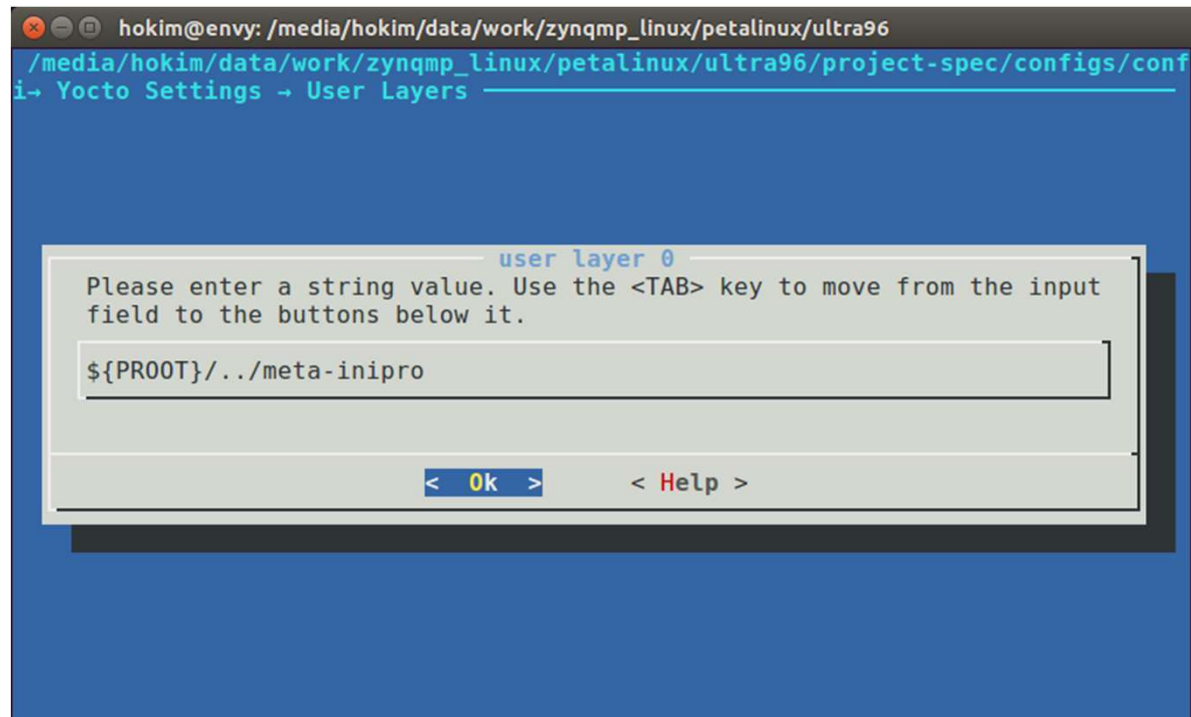 hokim@envy: /media/hokim/data/work/zynqmp_linux/petalinux/ultra96
/media/hokim/data/work/zynqmp_linux/petalinux/ultra96/project-spec/configs/conf
i→ Yocto Settings → User Layers
user layer 0
Please enter a string value. Use the <TAB> key to move from the input
field to the buttons below it.
${PROOT}/../meta-inipro
< Ok > < Help >